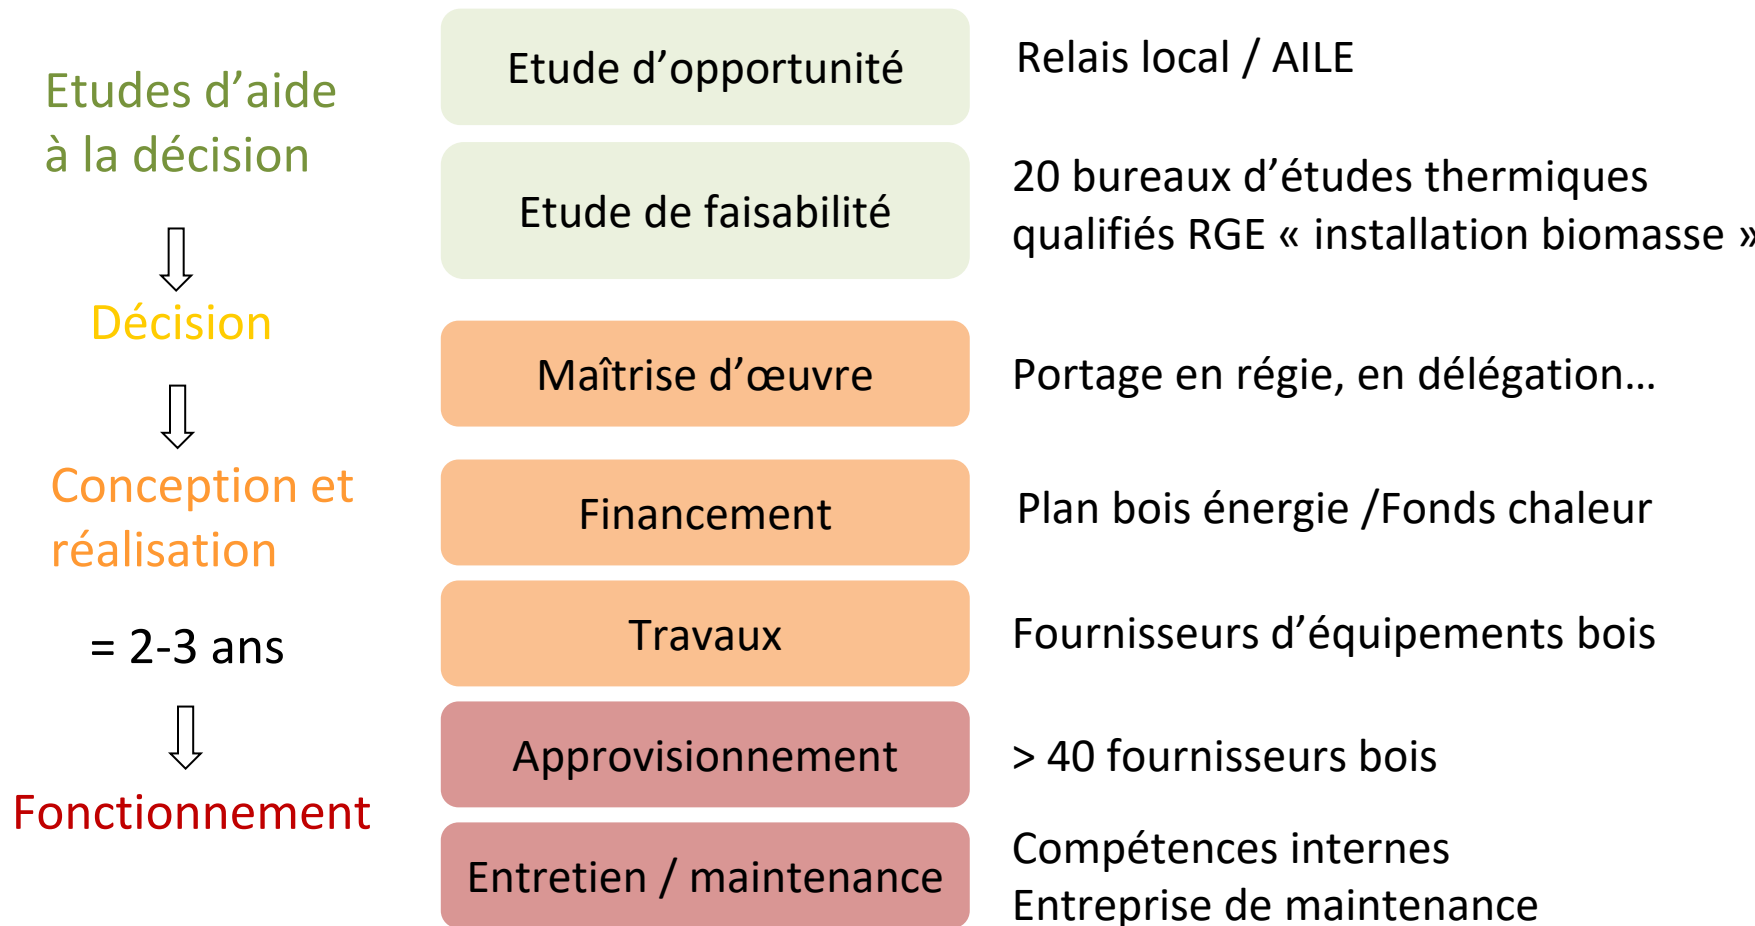 Etudes d’aide
à la décision
Décision
Conception et
réalisation
= 2-3 ans
Fonctionnement
Etude d’opportunité
Relais local / AILE
Etude de faisabilité
20 bureaux d’études thermiques
qualifiés RGE « installation biomasse »
Maîtrise d’œuvre
Portage en régie, en délégation…
Financement
Plan bois énergie /Fonds chaleur
Travaux
Fournisseurs d’équipements bois
Approvisionnement
> 40 fournisseurs bois
Entretien / maintenance
Compétences internes
Entreprise de maintenance